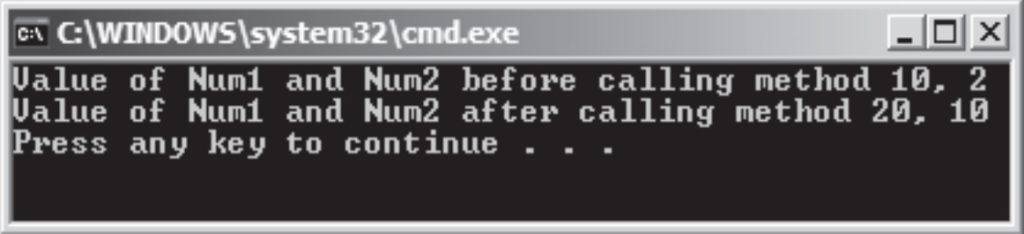 C:\WINDOWS\system32\cmd.exe
Value of Num1 and Num2 before calling method 10, 2
Value of Num1 and Num2 after calling method 20, 10
Press any key to continue . . .